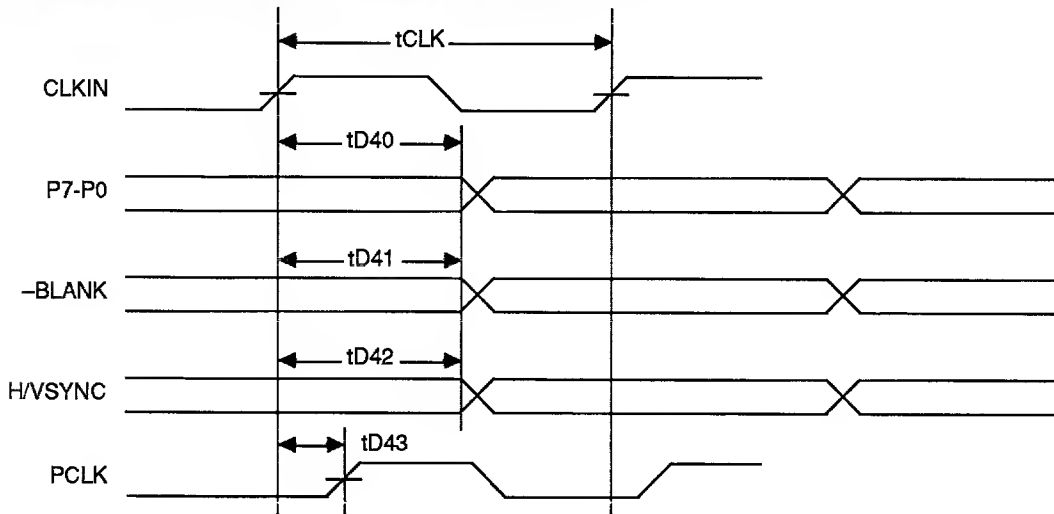 tCLK
CLKIN
tD40
P7-P0
tD41
–BLANK
tD42
H/VSYNC
tD43
PCLK